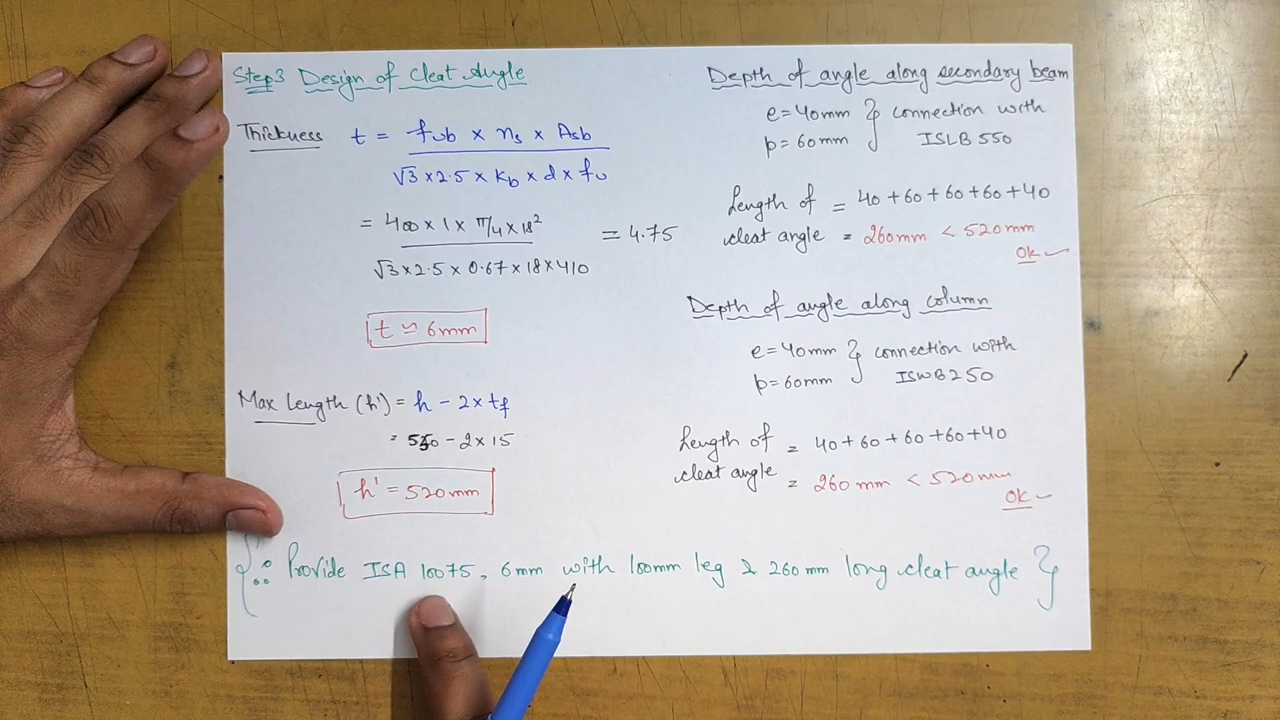 Step3 Design of Cleat Angle
Thickness t = fub × ns × Asb
√3 × 2.5 × Kb × d × fu
= 400 × 1 × π/4 × 18²
√3 × 2.5 × 0.67 × 18 × 410
= 4.75
t ≃ 6mm
Max Length (h') = h - 2 × tf
= 550 - 2 × 15
h' = 520mm
Depth of angle along secondary beam
e = 40mm } connection with
p = 60mm ISLB 550
Length of = 40 + 60 + 60 + 60 + 40
cleat angle = 260mm < 520mm
Ok ✓
Depth of angle along column
e = 40mm } connection with
p = 60mm ISWB 250
Length of = 40 + 60 + 60 + 60 + 40
cleat angle = 260 mm < 520 mm
Ok ✓
{ ∴ Provide ISA 10075, 6mm with 100mm leg & 260mm long cleat angle }